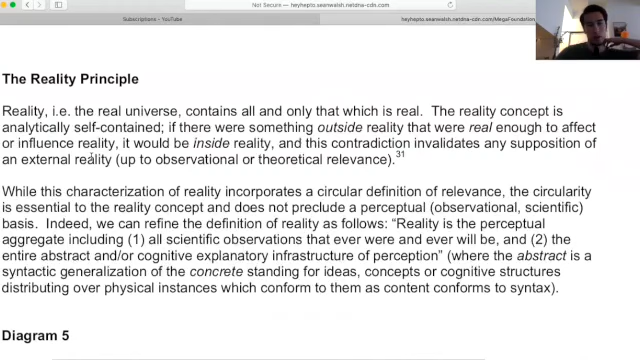 Not Secure — heyhepto.seanwalsh.netdna-cdn.com
Subscriptions - YouTube
heyhepto.seanwalsh.netdna-cdn.com/MegaFoundation_
The Reality Principle
Reality, i.e. the real universe, contains all and only that which is real.  The reality concept is
analytically self-contained; if there were something outside reality that were real enough to affect
or influence reality, it would be inside reality, and this contradiction invalidates any supposition of
an external reality (up to observational or theoretical relevance).31
While this characterization of reality incorporates a circular definition of relevance, the circularity
is essential to the reality concept and does not preclude a perceptual (observational, scientific)
basis.  Indeed, we can refine the definition of reality as follows: “Reality is the perceptual
aggregate including (1) all scientific observations that ever were and ever will be, and (2) the
entire abstract and/or cognitive explanatory infrastructure of perception” (where the abstract is a
syntactic generalization of the concrete standing for ideas, concepts or cognitive structures
distributing over physical instances which conform to them as content conforms to syntax).
Diagram 5